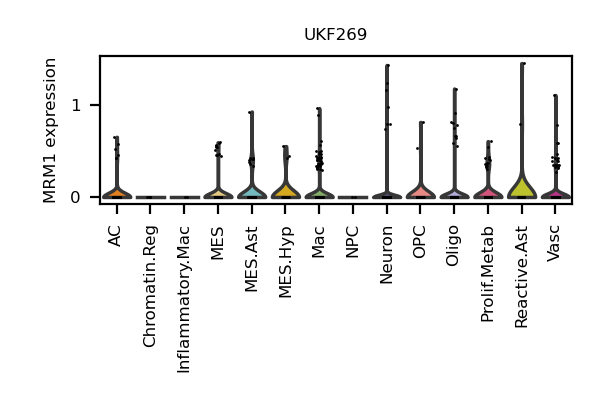 UKF269
MRM1 expression
1
0
AC
Chromatin.Reg
Inflammatory.Mac
MES
MES.Ast
MES.Hyp
Mac
NPC
Neuron
OPC
Oligo
Prolif.Metab
Reactive.Ast
Vasc